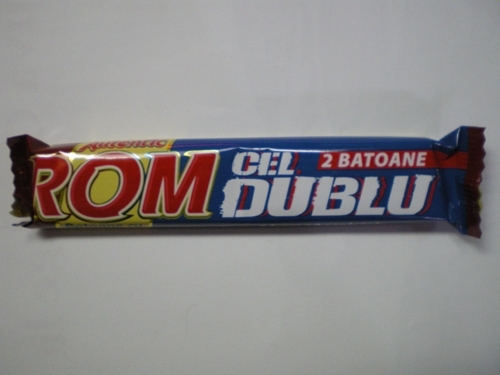 Autentic
ROM
CEL
DUBLU
2 BATOANE